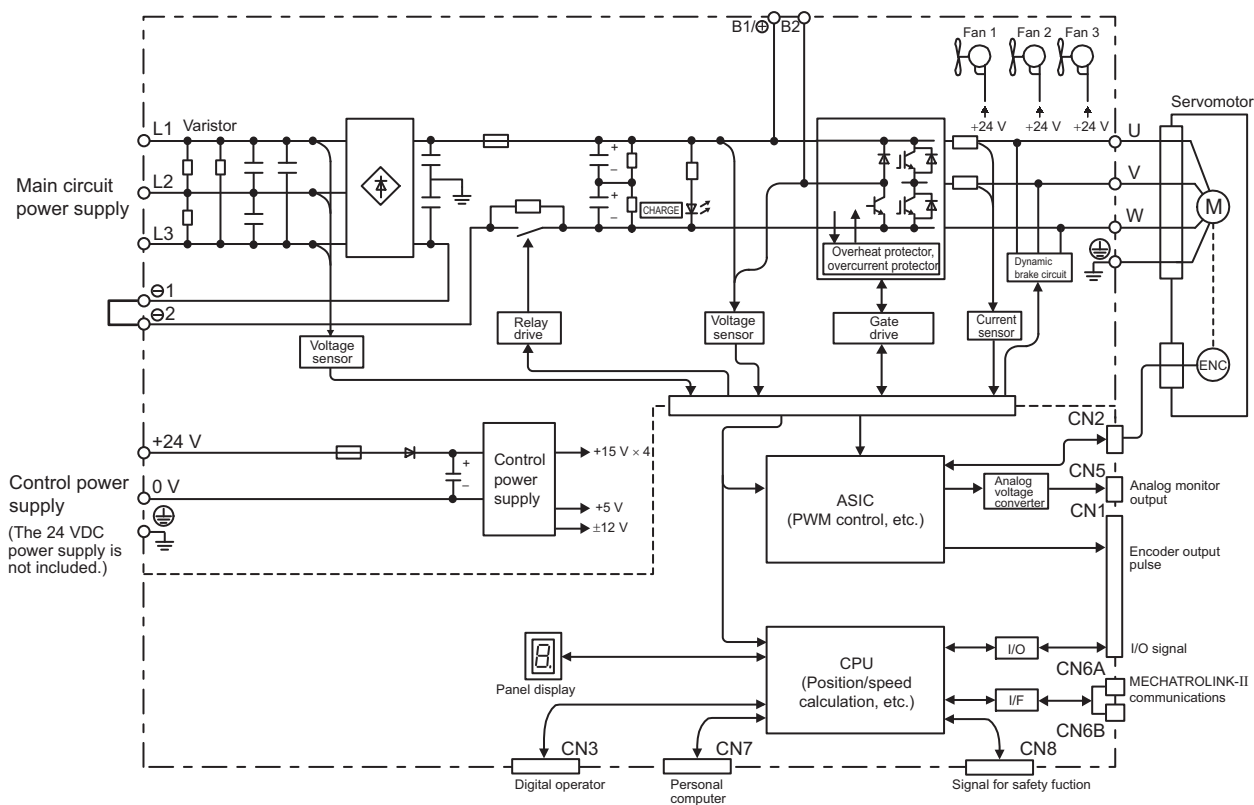 B1/⊕ B2
Fan 1 Fan 2 Fan 3
+24 V +24 V +24 V
Servomotor
L1 Varistor
U
Main circuit
power supply
L2
V
L3
W
M
+
–
+
–
CHARGE
Overheat protector,
overcurrent protector
Dynamic
brake circuit
⊖1
⊖2
Voltage
sensor
Relay
drive
Voltage
sensor
Gate
drive
Current
sensor
ENC
CN2
+24 V
Control power
supply
0 V
(The 24 VDC
power supply is
not included.)
+
–
Control
power
supply
+15 V × 4
+5 V
±12 V
ASIC
(PWM control, etc.)
Analog
voltage
converter
CN5
Analog monitor
output
CN1
Encoder output
pulse
8.
Panel display
CPU
(Position/speed
calculation, etc.)
I/O
I/O signal
CN6A
I/F
MECHATROLINK-II
communications
CN6B
CN3
Digital operator
CN7
Personal
computer
CN8
Signal for safety fuction